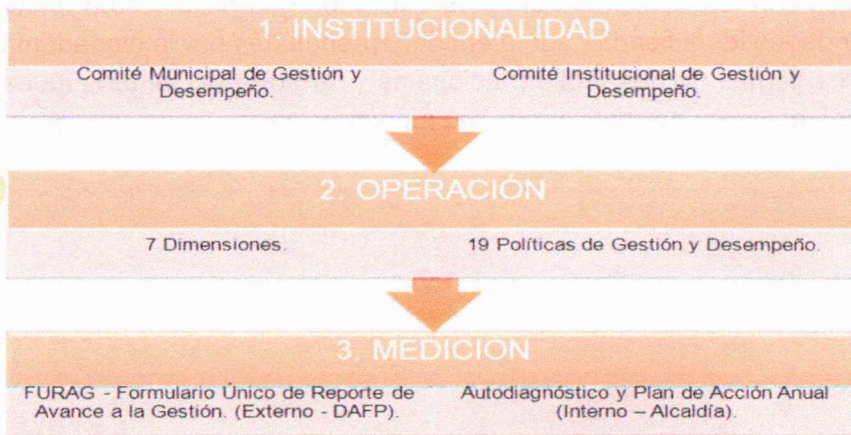 1. INSTITUCIONALIDAD
Comité Municipal de Gestión y
Desempeño.
Comité Institucional de Gestión y
Desempeño.
2. OPERACIÓN
7 Dimensiones.
19 Políticas de Gestión y Desempeño.
3. MEDICIÓN
FURAG - Formulario Único de Reporte de
Avance a la Gestión. (Externo - DAFP).
Autodiagnóstico y Plan de Acción Anual
(Interno – Alcaldía).